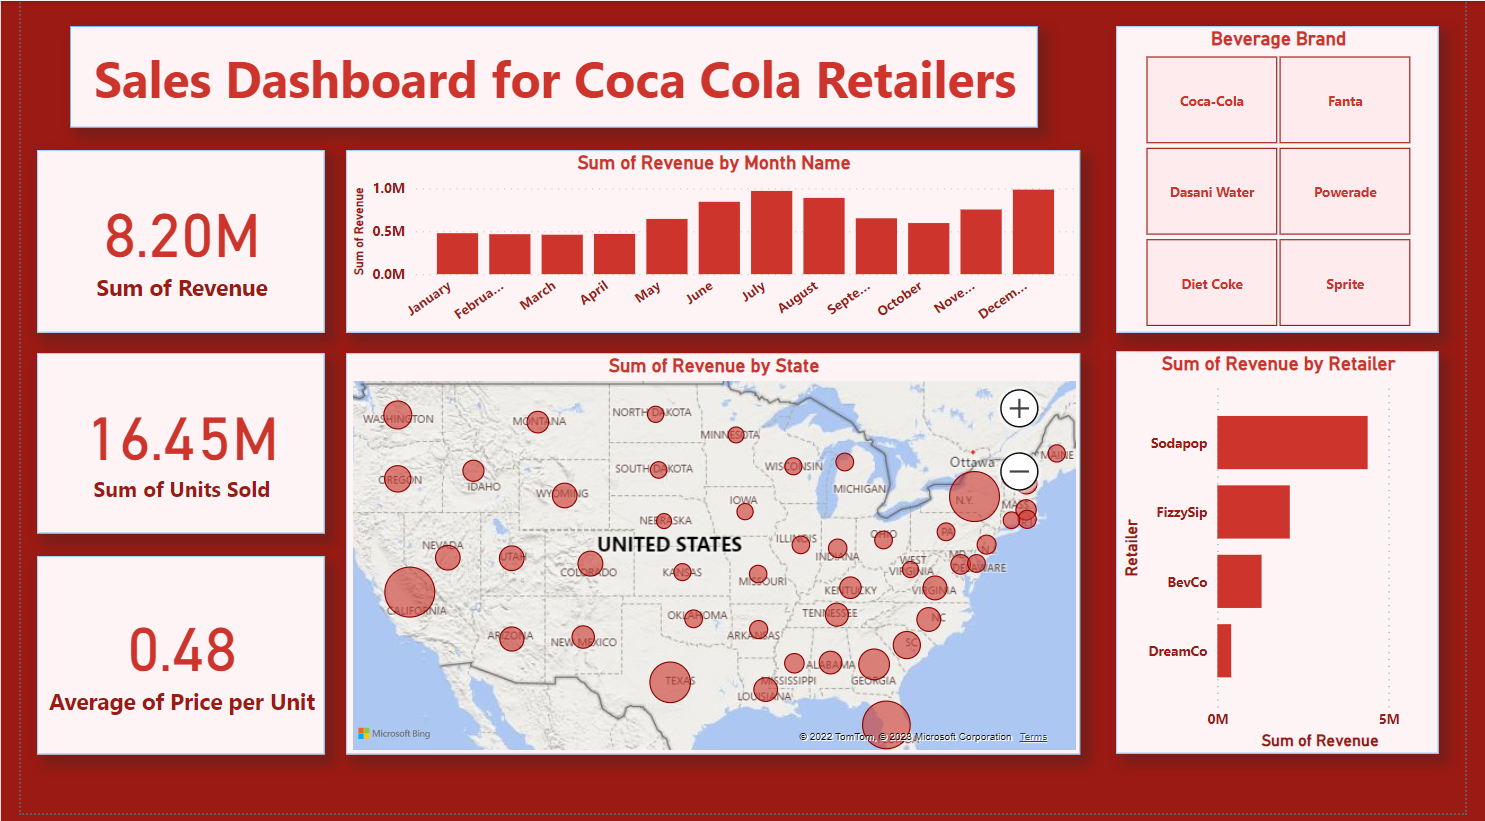 Sales Dashboard for Coca Cola Retailers
8.20M
Sum of Revenue
16.45M
Sum of Units Sold
0.48
Average of Price per Unit
Sum of Revenue by Month Name
Sum of Revenue
1.0M
0.5M
0.0M
January
Februa...
March
April
May
June
July
August
Septe...
October
Nove...
Decem...
Sum of Revenue by State
WASHINGTON
MONTANA
NORTH DAKOTA
MINNESOTA
OREGON
IDAHO
SOUTH DAKOTA
WISCONSIN
Ottawa
MAINE
WYOMING
MICHIGAN
N.Y.
IOWA
NEBRASKA
NEVADA
UTAH
UNITED STATES
ILLINOIS
INDIANA
OHIO
PA
COLORADO
KANSAS
MISSOURI
WEST
VIRGINIA
MD
DELAWARE
CALIFORNIA
KENTUCKY
VIRGINIA
OKLAHOMA
TENNESSEE
NC
ARIZONA
NEW MEXICO
ARKANSAS
SC
TEXAS
MISSISSIPPI
ALABAMA
GEORGIA
LOUISIANA
Microsoft Bing
© 2022 TomTom, © 2023 Microsoft Corporation
Terms
Beverage Brand
Coca-Cola
Fanta
Dasani Water
Powerade
Diet Coke
Sprite
Sum of Revenue by Retailer
Retailer
Sodapop
FizzySip
BevCo
DreamCo
0M
5M
Sum of Revenue